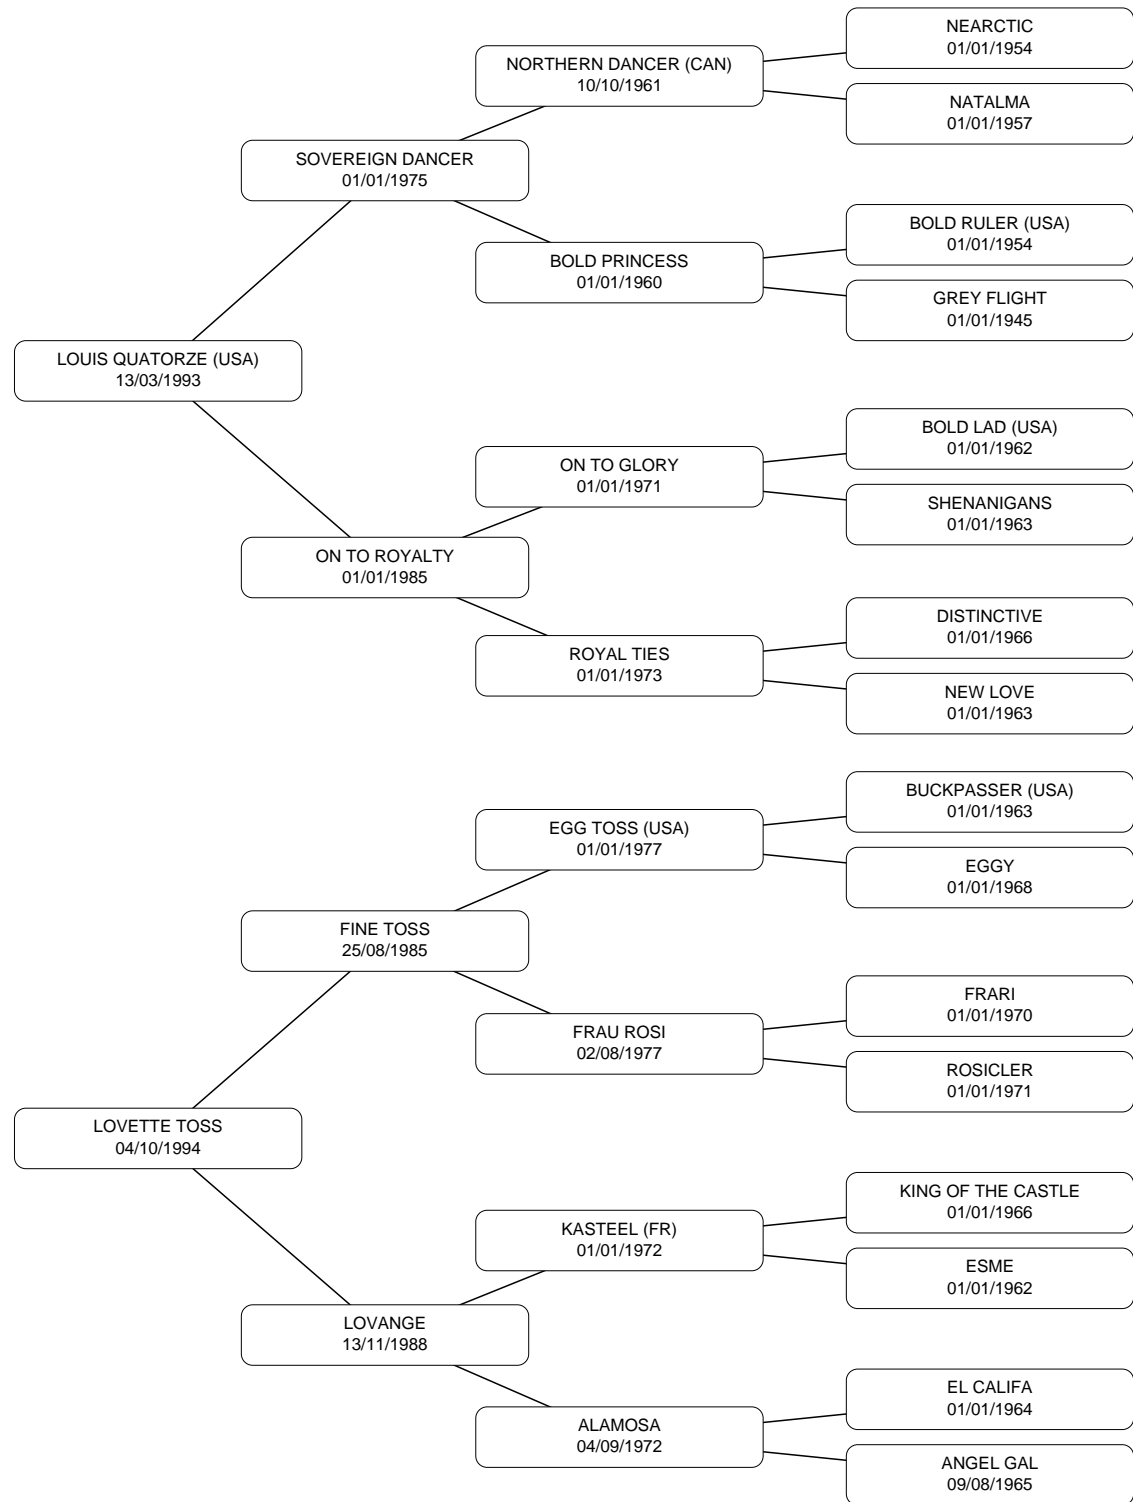 NEARCTIC
01/01/1954
NORTHERN DANCER (CAN)
10/10/1961
NATALMA
01/01/1957
SOVEREIGN DANCER
01/01/1975
BOLD RULER (USA)
01/01/1954
BOLD PRINCESS
01/01/1960
GREY FLIGHT
01/01/1945
LOUIS QUATORZE (USA)
13/03/1993
BOLD LAD (USA)
01/01/1962
ON TO GLORY
01/01/1971
SHENANIGANS
01/01/1963
ON TO ROYALTY
01/01/1985
DISTINCTIVE
01/01/1966
ROYAL TIES
01/01/1973
NEW LOVE
01/01/1963
BUCKPASSER (USA)
01/01/1963
EGG TOSS (USA)
01/01/1977
EGGY
01/01/1968
FINE TOSS
25/08/1985
FRARI
01/01/1970
FRAU ROSI
02/08/1977
ROSICLER
01/01/1971
LOVETTE TOSS
04/10/1994
KING OF THE CASTLE
01/01/1966
KASTEEL (FR)
01/01/1972
ESME
01/01/1962
LOVANGE
13/11/1988
EL CALIFA
01/01/1964
ALAMOSA
04/09/1972
ANGEL GAL
09/08/1965